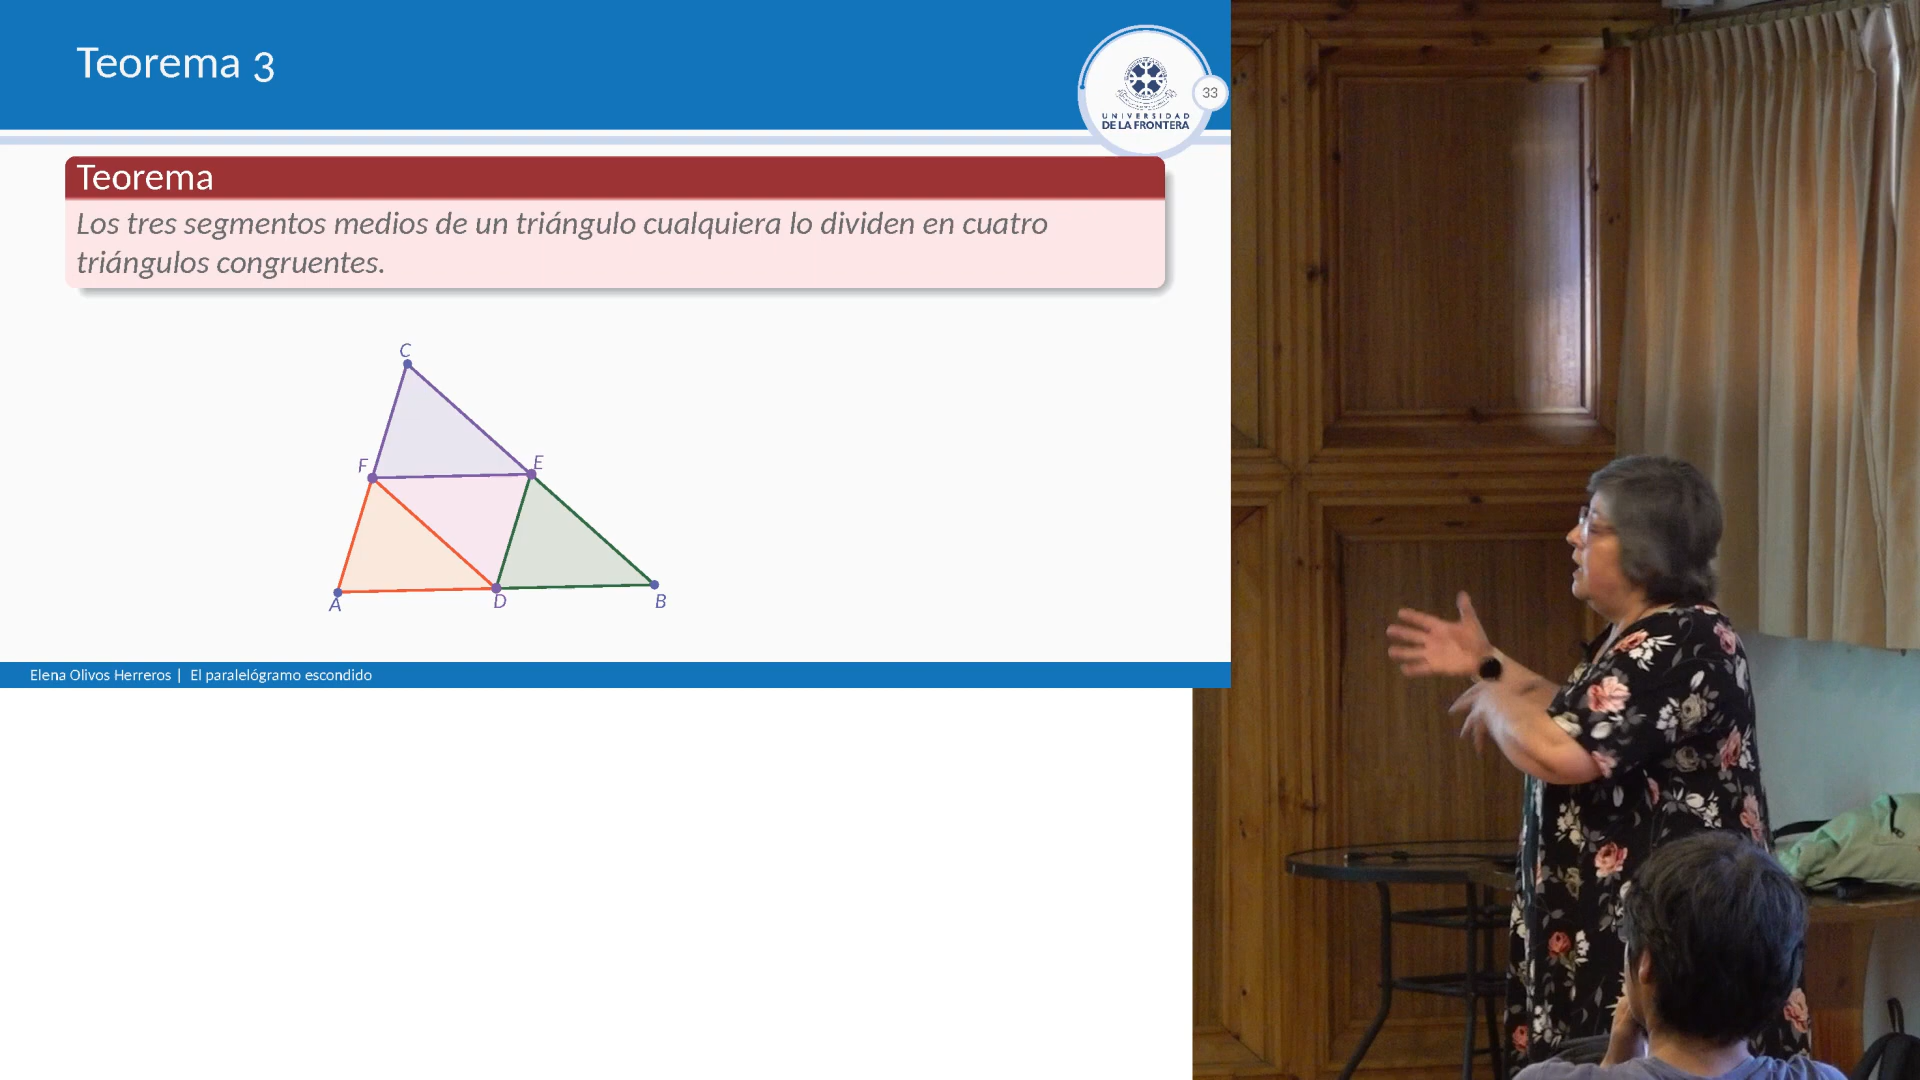 Teorema 3
33
UNIVERSIDAD
DE LA FRONTERA
Teorema
Los tres segmentos medios de un triángulo cualquiera lo dividen en cuatro
triángulos congruentes.
C
F
E
A
D
B
Elena Olivos Herreros | El paralelógramo escondido